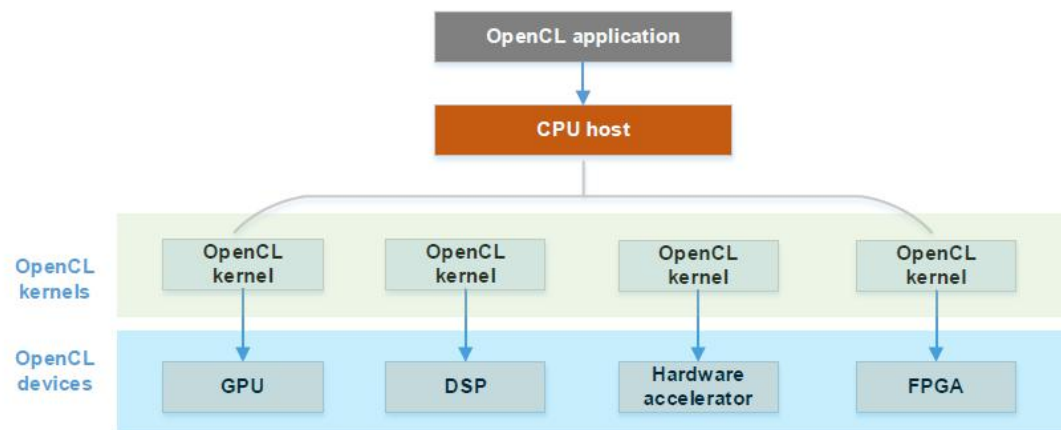 OpenCL application
CPU host
OpenCL
kernels
OpenCL
kernel
OpenCL
kernel
OpenCL
kernel
OpenCL
kernel
OpenCL
devices
GPU
DSP
Hardware
accelerator
FPGA